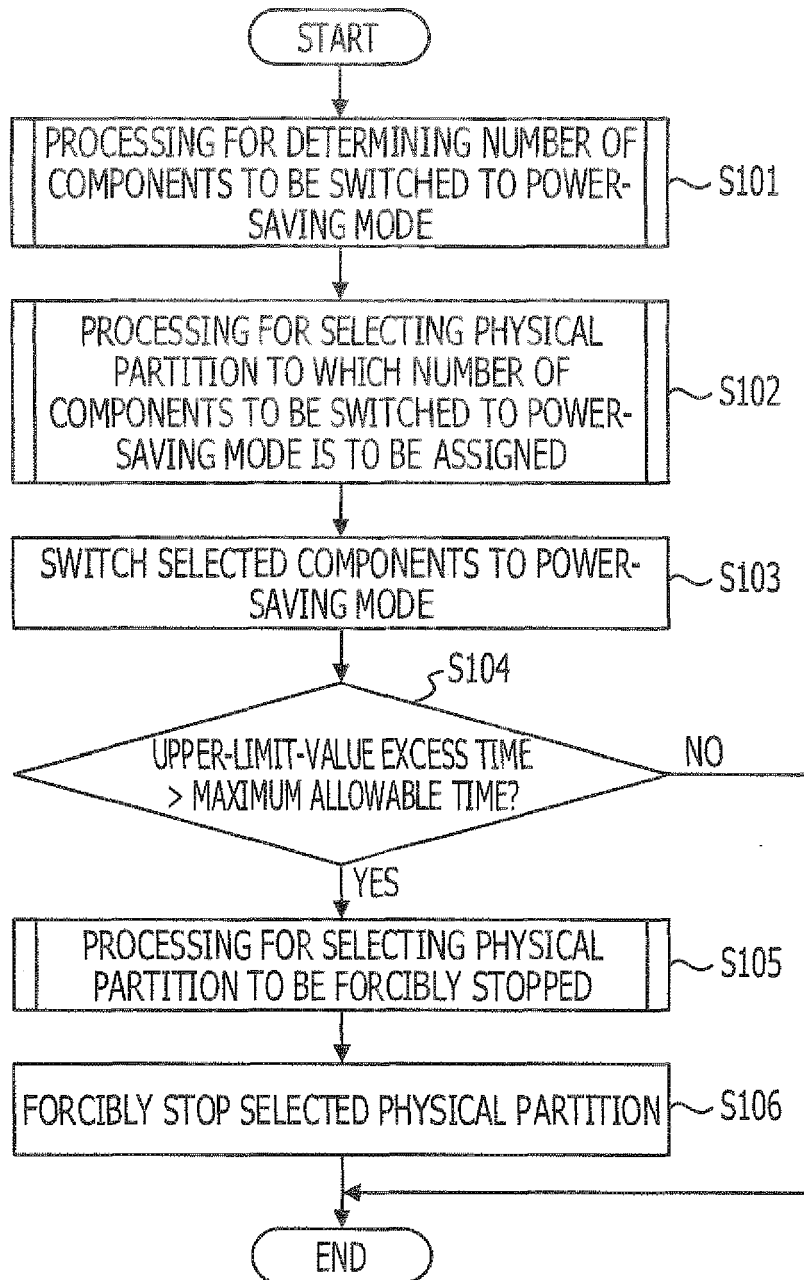 START
PROCESSING FOR DETERMINING NUMBER OF
COMPONENTS TO BE SWITCHED TO POWER-
SAVING MODE
S101
PROCESSING FOR SELECTING PHYSICAL
PARTITION TO WHICH NUMBER OF
COMPONENTS TO BE SWITCHED TO POWER-
SAVING MODE IS TO BE ASSIGNED
S102
SWITCH SELECTED COMPONENTS TO POWER-
SAVING MODE
S103
S104
UPPER-LIMIT-VALUE EXCESS TIME
> MAXIMUM ALLOWABLE TIME?
NO
YES
PROCESSING FOR SELECTING PHYSICAL
PARTITION TO BE FORCIBLY STOPPED
S105
FORCIBLY STOP SELECTED PHYSICAL PARTITION
S106
END